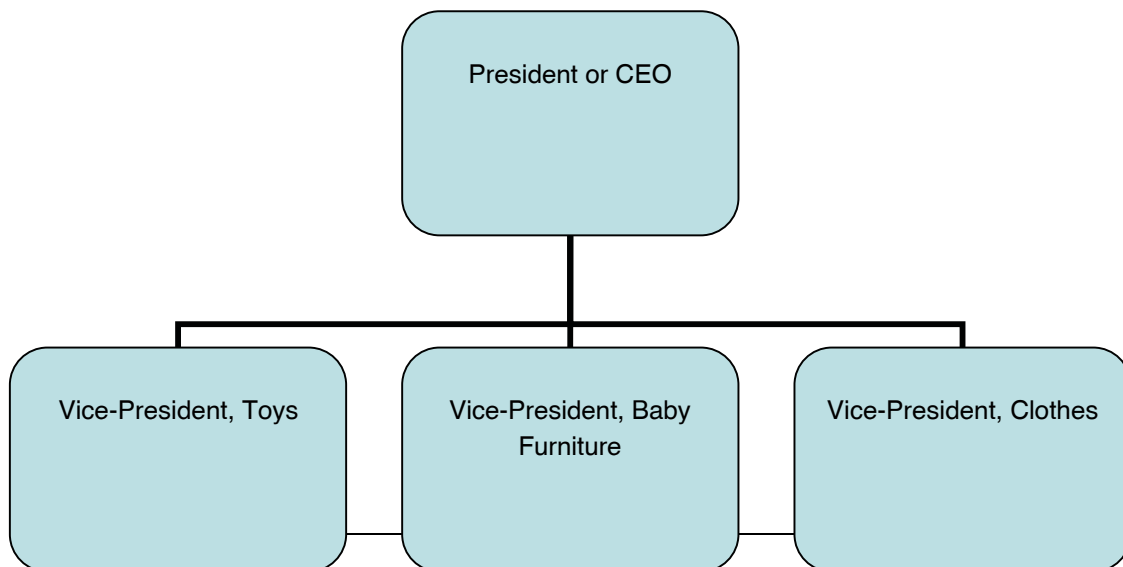 President or CEO
Vice-President, Toys
Vice-President, Baby
Furniture
Vice-President, Clothes